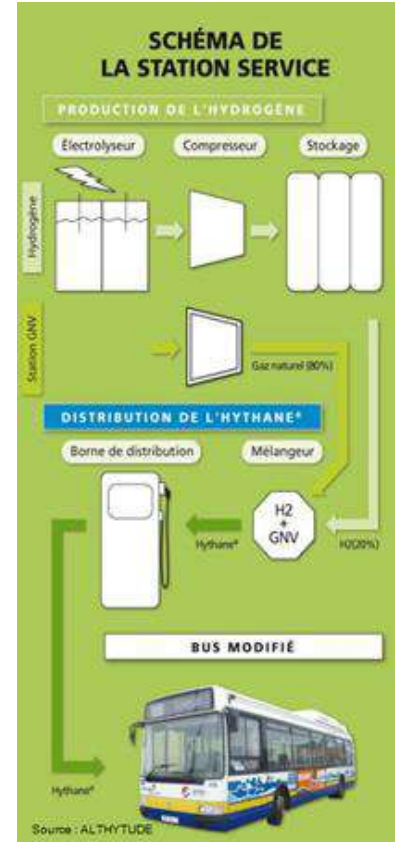 SCHÉMA DE
LA STATION SERVICE
PRODUCTION DE L'HYDROGÈNE
Électrolyseur
Compresseur
Stockage
Hydrogène
Station GNV
Gaz naturel (80%)
DISTRIBUTION DE L'HYTHANE®
Borne de distribution
Mélangeur
H2
+
GNV
Hythane®
H2(20%)
BUS MODIFIÉ
Hythane®
Source : ALTHYTUDE